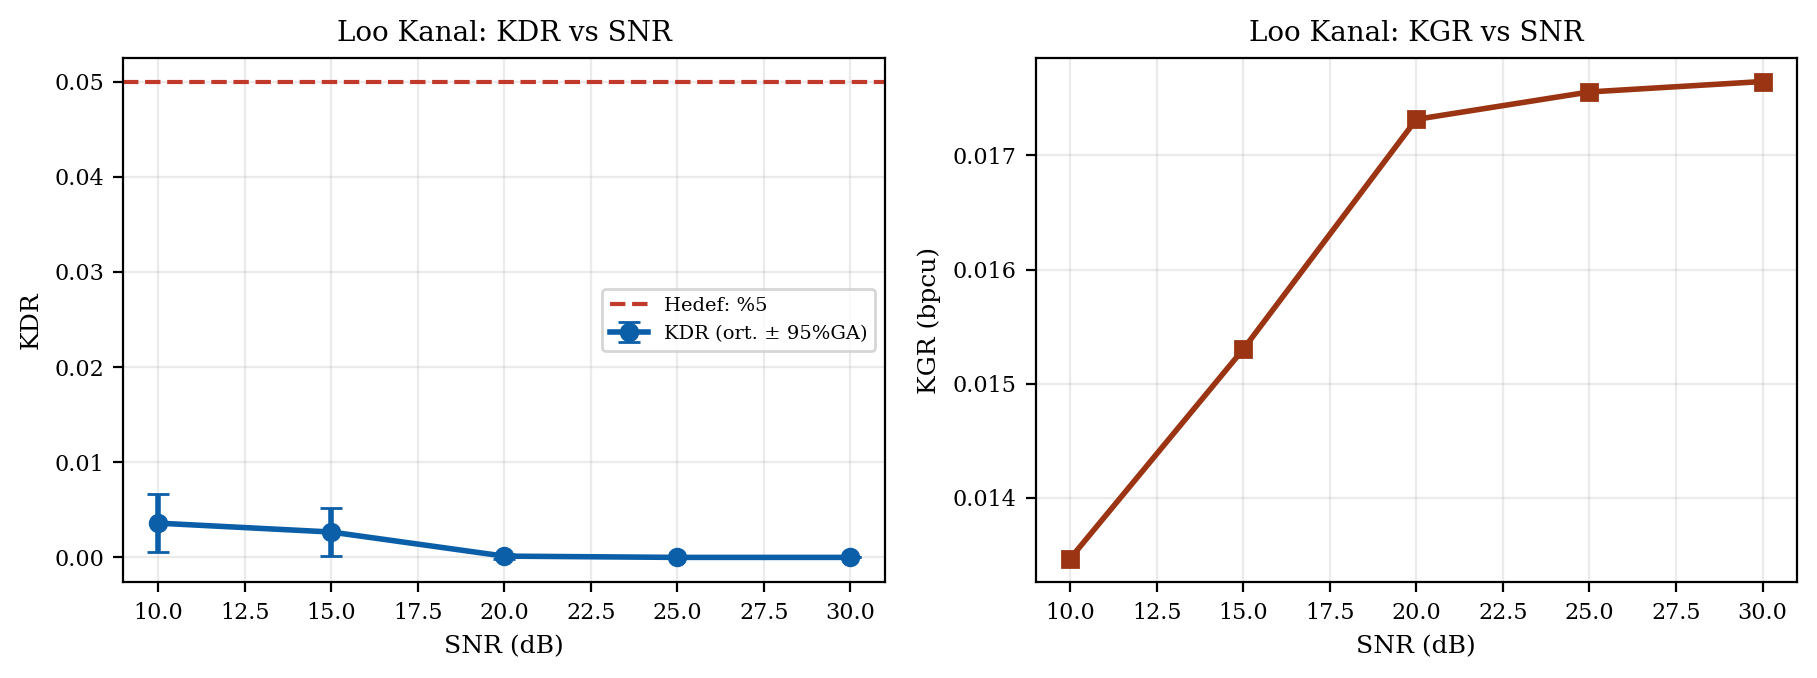 Loo Kanal: KDR vs SNR
0.05
0.04
0.03
0.02
0.01
0.00
KDR
Hedef: %5
KDR (ort. ± 95%GA)
10.0 12.5 15.0 17.5 20.0 22.5 25.0 27.5 30.0
SNR (dB)
Loo Kanal: KGR vs SNR
0.017
0.016
0.015
0.014
KGR (bpcu)
10.0 12.5 15.0 17.5 20.0 22.5 25.0 27.5 30.0
SNR (dB)